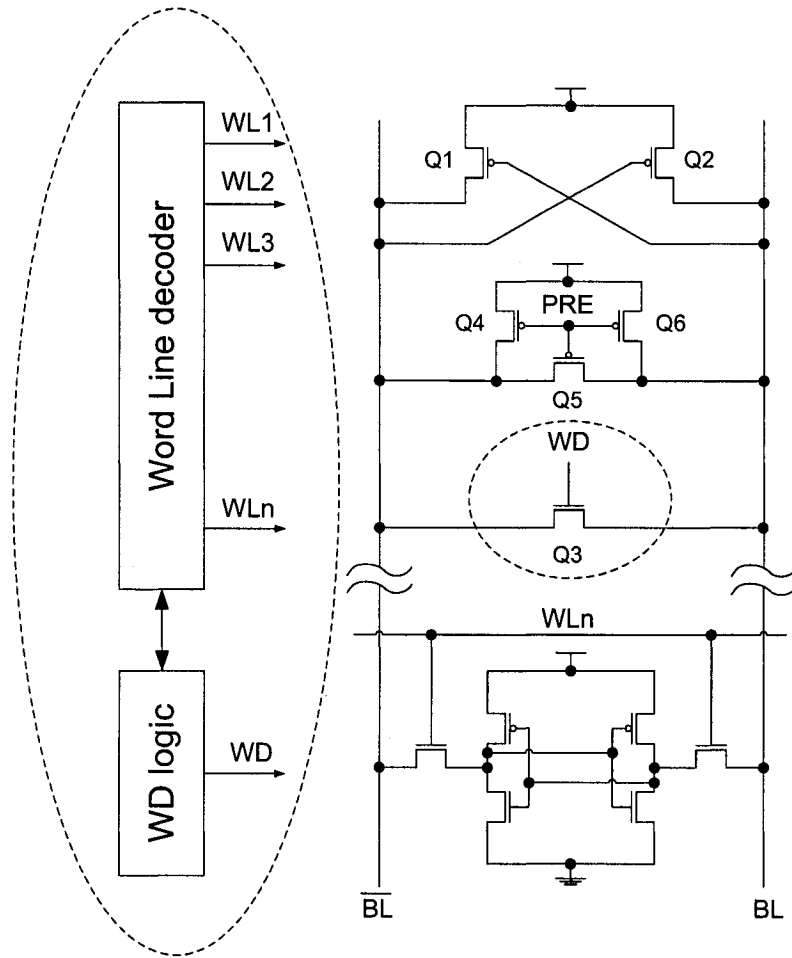 WL1
WL2
WL3
WLn
Word Line decoder
WD logic
WD
Q1
Q2
PRE
Q4
Q6
Q5
WD
Q3
WLn
BL
BL